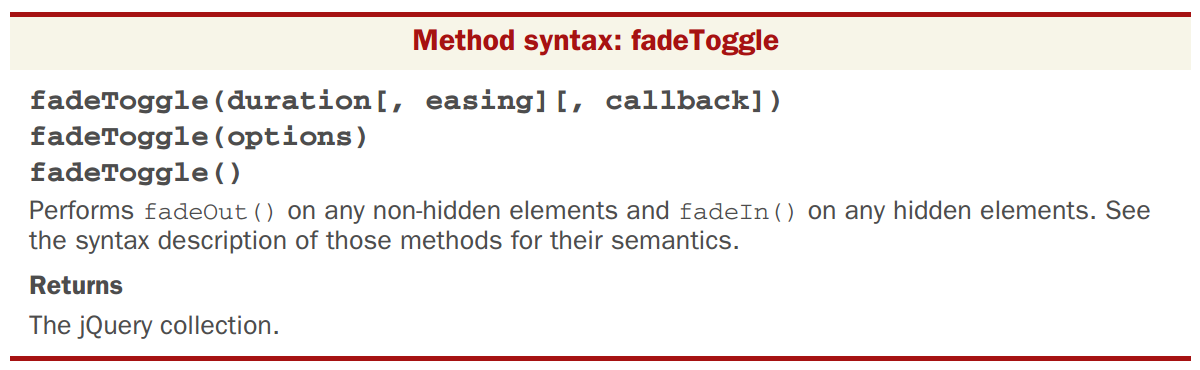 Method syntax: fadeToggle
fadeToggle(duration[, easing][, callback])
fadeToggle(options)
fadeToggle()
Performs fadeOut() on any non-hidden elements and fadeIn() on any hidden elements. See
the syntax description of those methods for their semantics.
Returns
The jQuery collection.